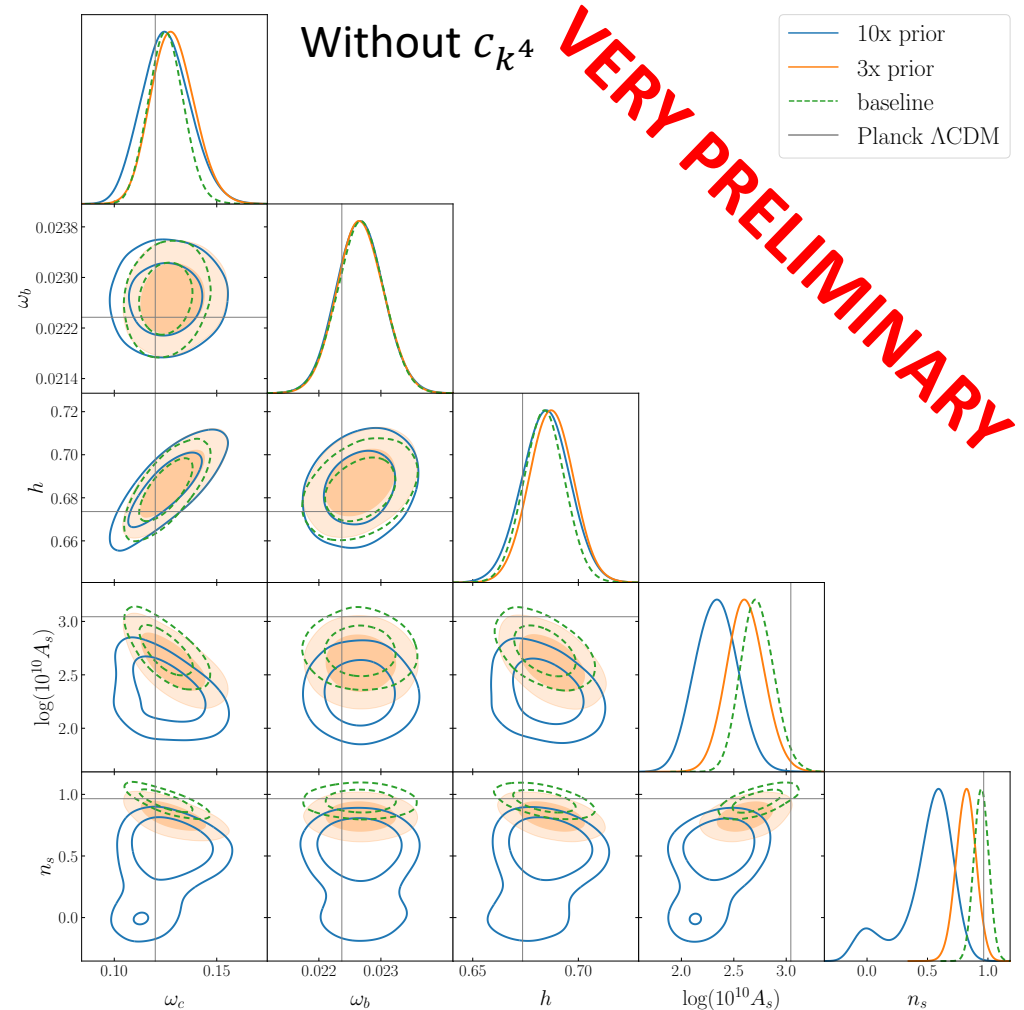 Without $c_{k^4}$
VERY PRELIMINARY
10x prior
3x prior
baseline
Planck ΛCDM
0.0238
0.0230
0.0222
0.0214
ω_b
0.72
0.70
0.68
0.66
h
3.0
2.5
2.0
log(10^{10} A_s)
1.0
0.5
0.0
n_s
0.10 0.15
0.022 0.023
0.65 0.70
2.0 2.5 3.0
0.0 0.5 1.0
ω_c
ω_b
h
log(10^{10} A_s)
n_s